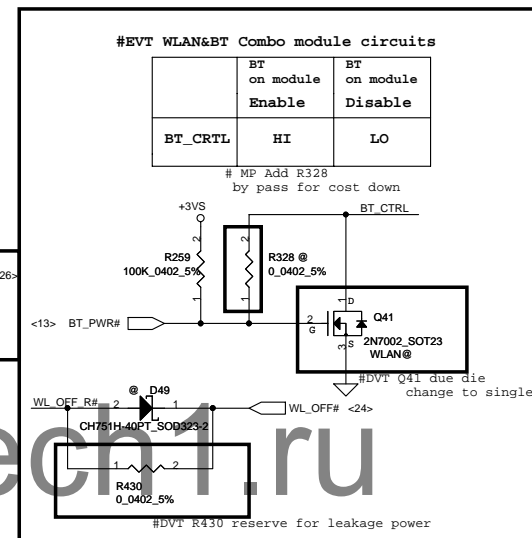 #EVT WLAN&BT Combo module circuits
BT on module Enable
BT on module Disable
BT_CRTL HI LO
# MP Add R328
by pass for cost down
+3VS
BT_CTRL
2
2
R259
100K_0402_5%
R328 @
0_0402_5%
26>
1
1
1
D
Q41
<13> BT_PWR#
2
G
S
3
2N7002_SOT23
WLAN@
#DVT Q41 due die
change to single
@ D49
WL_OFF_R# 2 1 WL_OFF# <24>
CH751H-40PT_SOD323-2
ech1.ru
1 2
R430
0_0402_5%
#DVT R430 reserve for leakage power